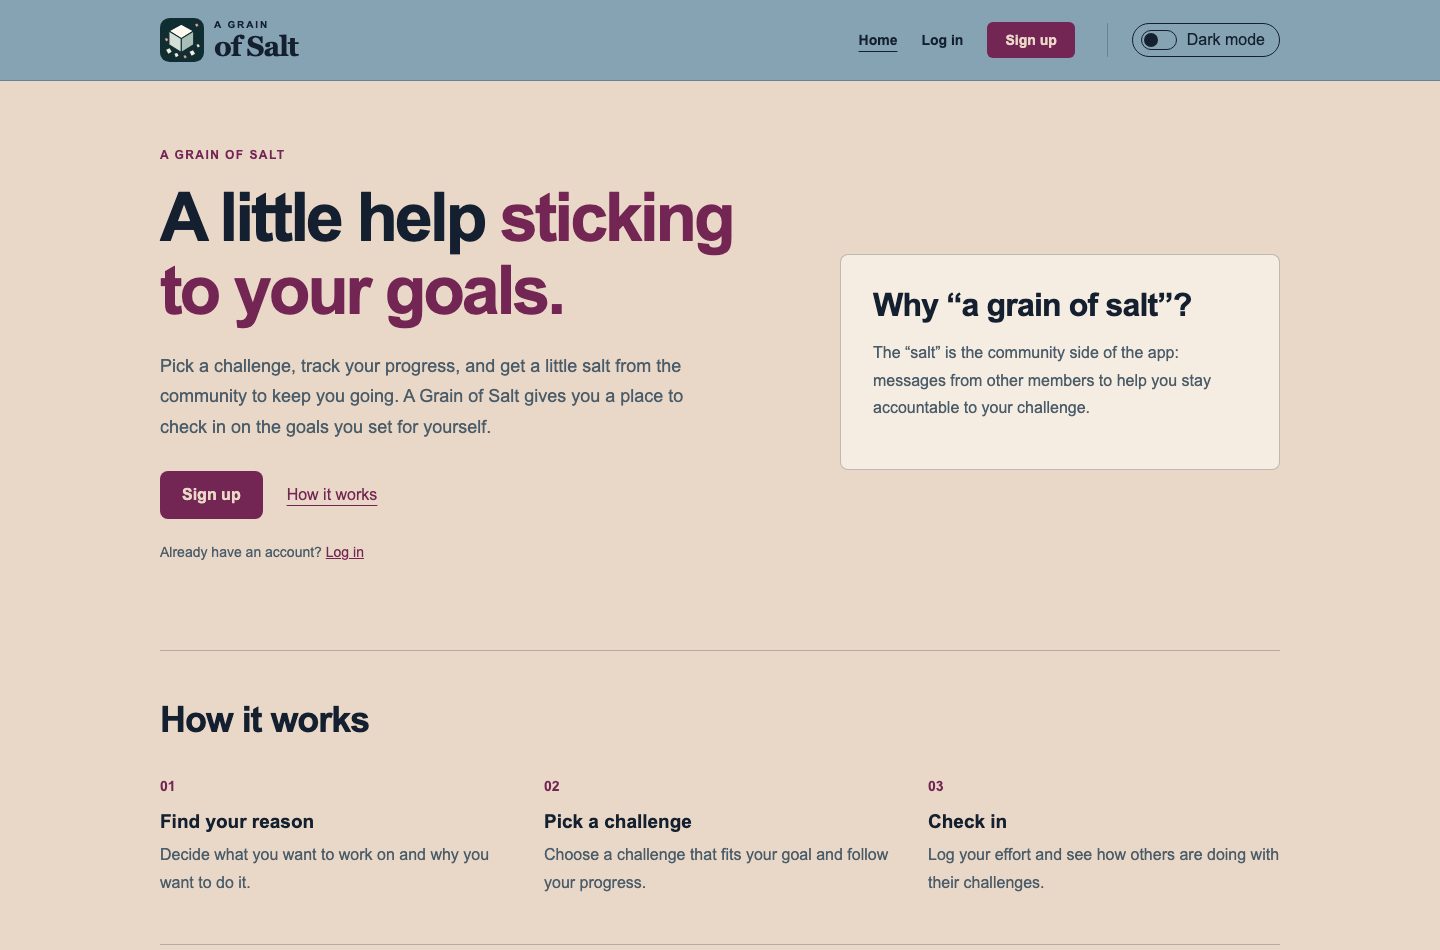 A GRAIN
of Salt
Home
Log in
Sign up
Dark mode
A GRAIN OF SALT
A little help sticking
to your goals.
Pick a challenge, track your progress, and get a little salt from the
community to keep you going. A Grain of Salt gives you a place to
check in on the goals you set for yourself.
Sign up
How it works
Already have an account? Log in
Why “a grain of salt”?
The “salt” is the community side of the app:
messages from other members to help you stay
accountable to your challenge.
How it works
01
Find your reason
Decide what you want to work on and why you
want to do it.
02
Pick a challenge
Choose a challenge that fits your goal and follow
your progress.
03
Check in
Log your effort and see how others are doing with
their challenges.